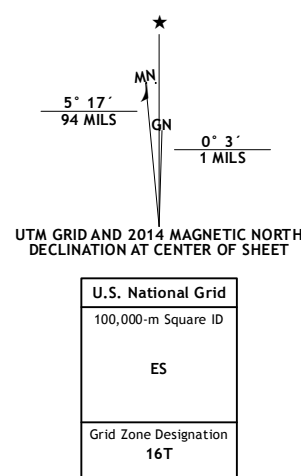 ★
MN.
5° 17´
94 MILS
GN
0° 3´
1 MILS
UTM GRID AND 2014 MAGNETIC NORTH
DECLINATION AT CENTER OF SHEET
U.S. National Grid
100,000-m Square ID
ES
Grid Zone Designation
16T